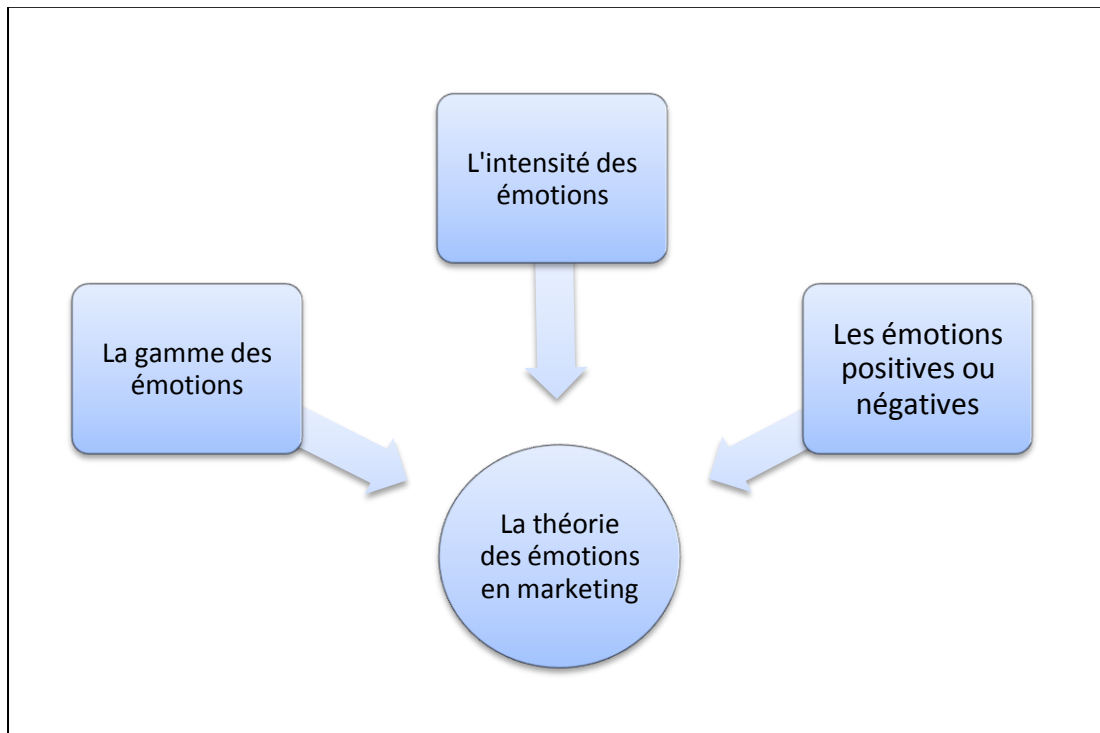 L'intensité des
émotions
La gamme des
émotions
Les émotions
positives ou
négatives
La théorie
des émotions
en marketing